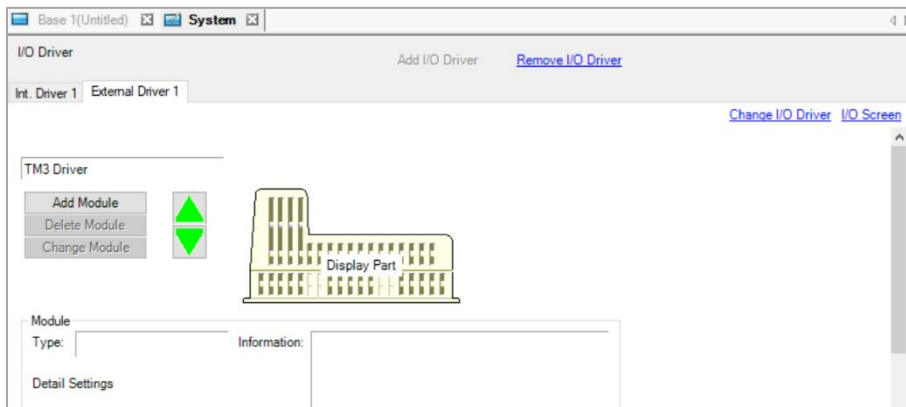 Base 1(Untitled) System
I/O Driver
Add I/O Driver Remove I/O Driver
Int. Driver 1 External Driver 1
Change I/O Driver I/O Screen
TM3 Driver
Add Module
Delete Module
Change Module
Display Part
Module
Type: Information:
Detail Settings